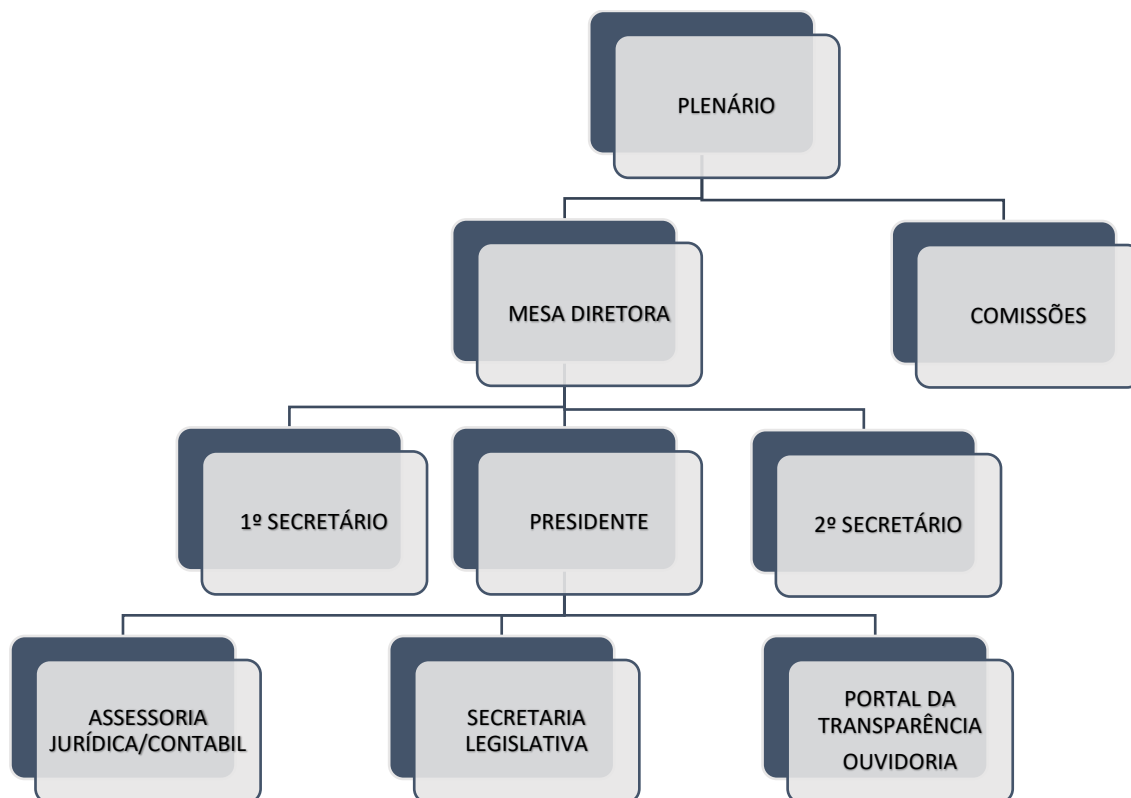 PLENÁRIO
MESA DIRETORA
COMISSÕES
1º SECRETÁRIO
PRESIDENTE
2º SECRETÁRIO
ASSESSORIA
JURÍDICA/CONTABIL
SECRETARIA
LEGISLATIVA
PORTAL DA
TRANSPARÊNCIA
OUVIDORIA